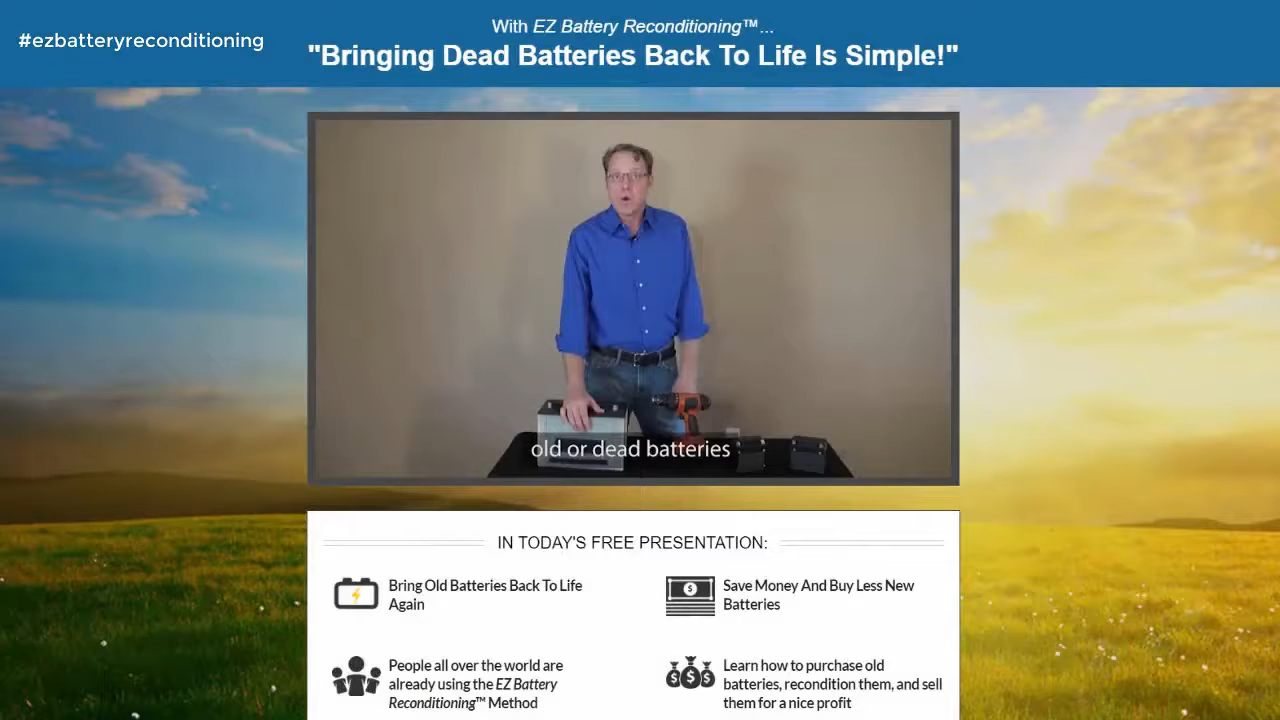 #ezbatteryreconditioning
With EZ Battery Reconditioning™...
"Bringing Dead Batteries Back To Life Is Simple!"
old or dead batteries
IN TODAY'S FREE PRESENTATION:
Bring Old Batteries Back To Life
Again
Save Money And Buy Less New
Batteries
People all over the world are
already using the EZ Battery
Reconditioning™ Method
Learn how to purchase old
batteries, recondition them, and sell
them for a nice profit